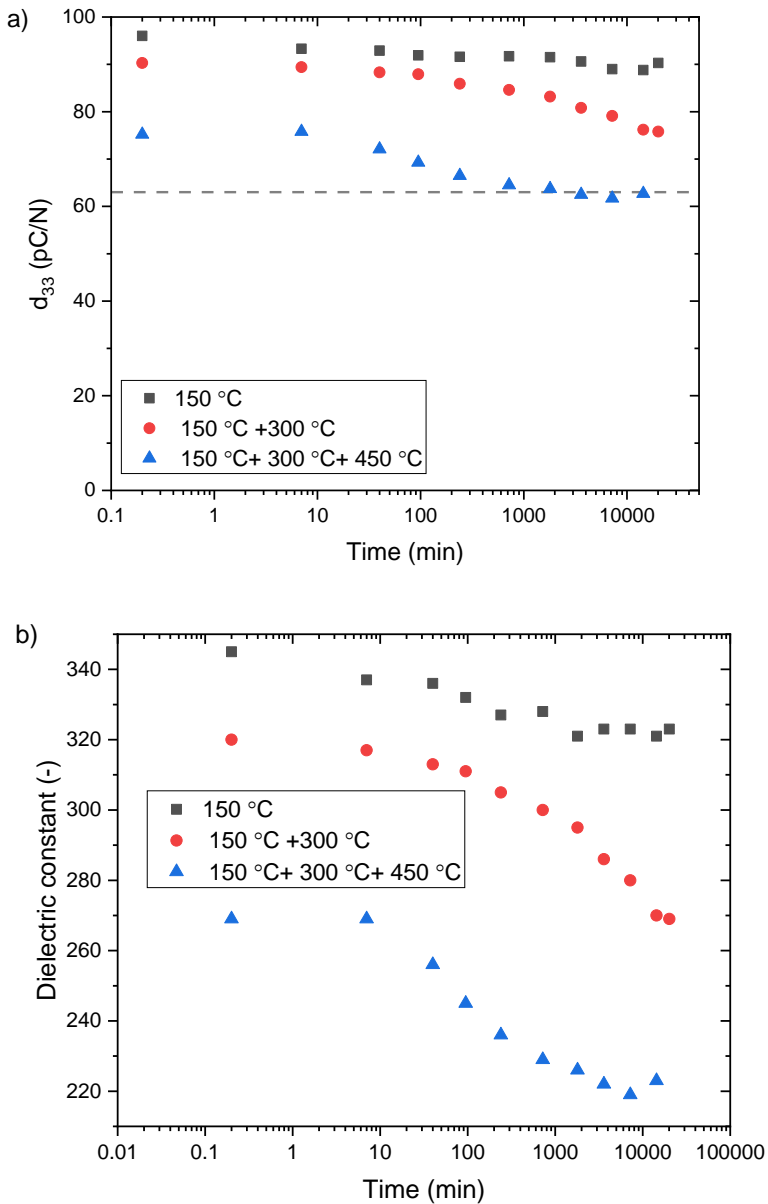 a)
100
80
60
40
20
0
d33 (pC/N)
150 °C
150 °C +300 °C
150 °C+ 300 °C+ 450 °C
0.1 1 10 100 1000 10000
Time (min)
b)
340
320
300
280
260
240
220
Dielectric constant (-)
150 °C
150 °C +300 °C
150 °C+ 300 °C+ 450 °C
0.01 0.1 1 10 100 1000 10000 100000
Time (min)